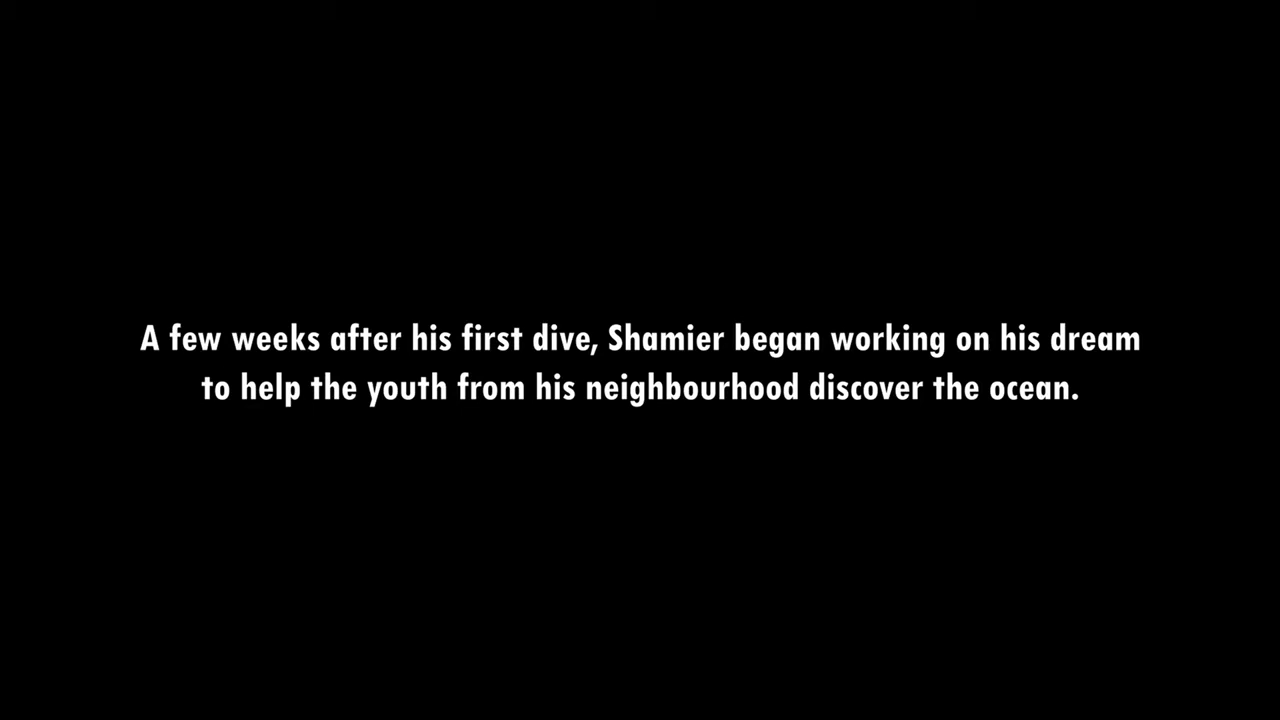 A few weeks after his first dive, Shamier began working on his dream
to help the youth from his neighbourhood discover the ocean.